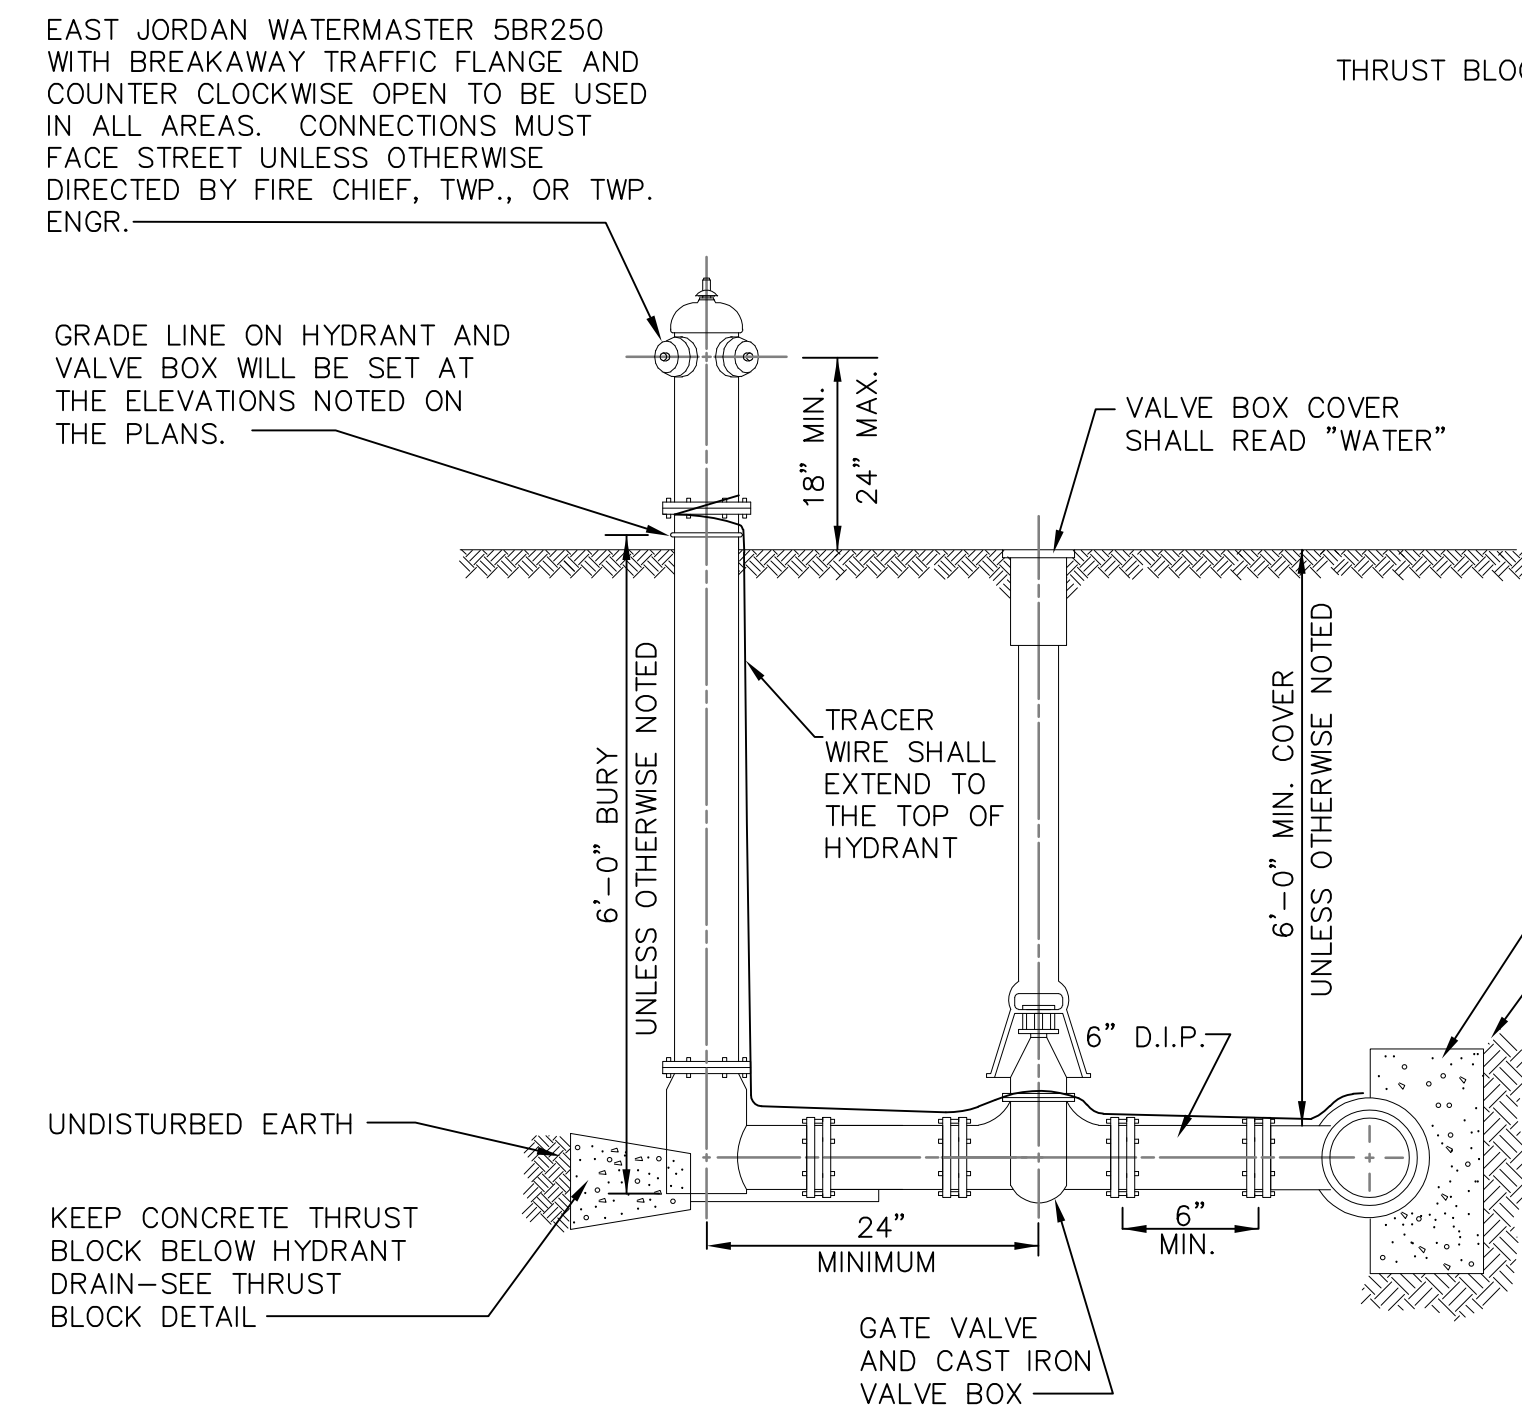 EAST JORDAN WATERMASTER 5BR250
WITH BREAKAWAY TRAFFIC FLANGE AND
COUNTER CLOCKWISE OPEN TO BE USED
IN ALL AREAS. CONNECTIONS MUST
FACE STREET UNLESS OTHERWISE
DIRECTED BY FIRE CHIEF, TWP., OR TWP.
ENGR.
THRUST
GRADE LINE ON HYDRANT AND
VALVE BOX WILL BE SET AT
THE ELEVATIONS NOTED ON
THE PLANS.
18" MIN.
24" MAX.
VALVE BOX COVER
SHALL READ "WATER"
6'-0" BURY
UNLESS OTHERWISE NOTED
TRACER
WIRE SHALL
EXTEND TO
THE TOP OF
HYDRANT
6'-0" MIN. COVER
UNLESS OTHERWISE NOTED
6" D.I.P.
UNDISTURBED EARTH
KEEP CONCRETE THRUST
BLOCK BELOW HYDRANT
DRAIN-SEE THRUST
BLOCK DETAIL
24"
MINIMUM
6"
MIN.
GATE VALVE
AND CAST IRON
VALVE BOX